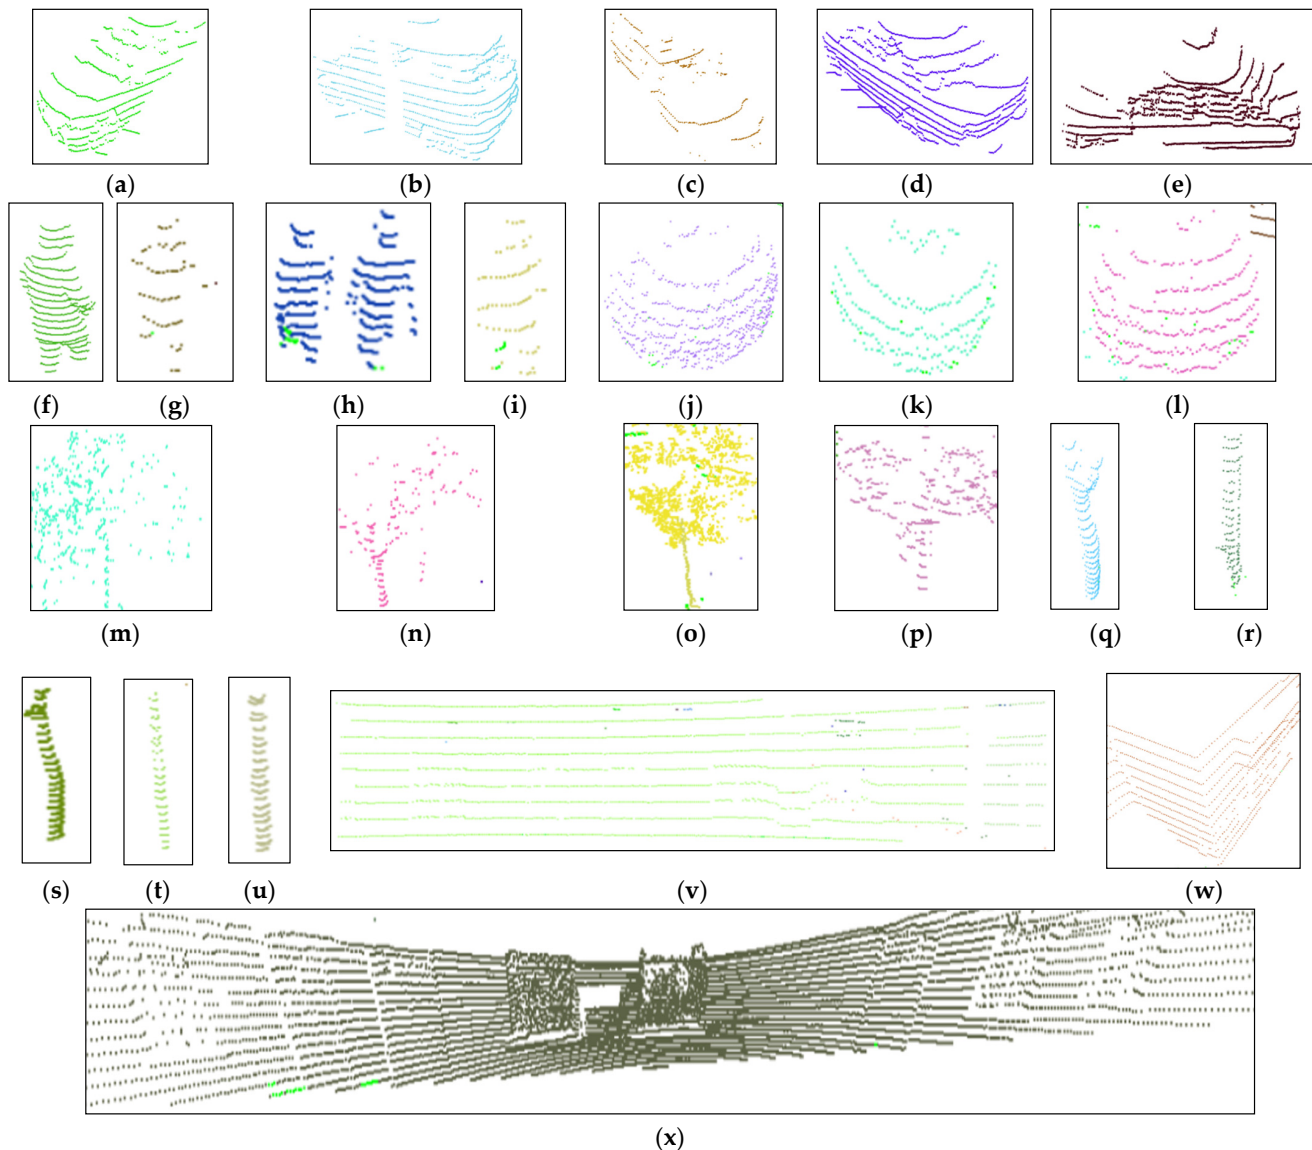 (a) (b) (c) (d) (e)
(f) (g) (h) (i) (j) (k) (l)
(m) (n) (o) (p) (q) (r)
(s) (t) (u) (v) (w)
(x)